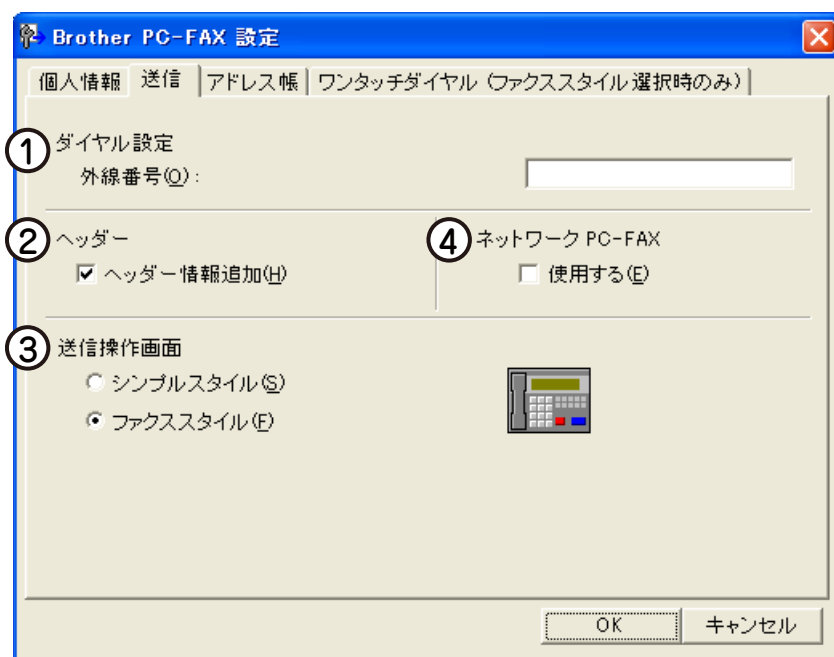 Brother PC-FAX 設定
個人情報 送信 アドレス帳 ワンタッチダイヤル (ファクススタイル選択時のみ)
① ダイヤル設定
外線番号(O):
② ヘッダー ④ ネットワーク PC-FAX
ヘッダー情報追加(H) 使用する(E)
③ 送信操作画面
シンプルスタイル(S)
ファクススタイル(F)
OK キャンセル